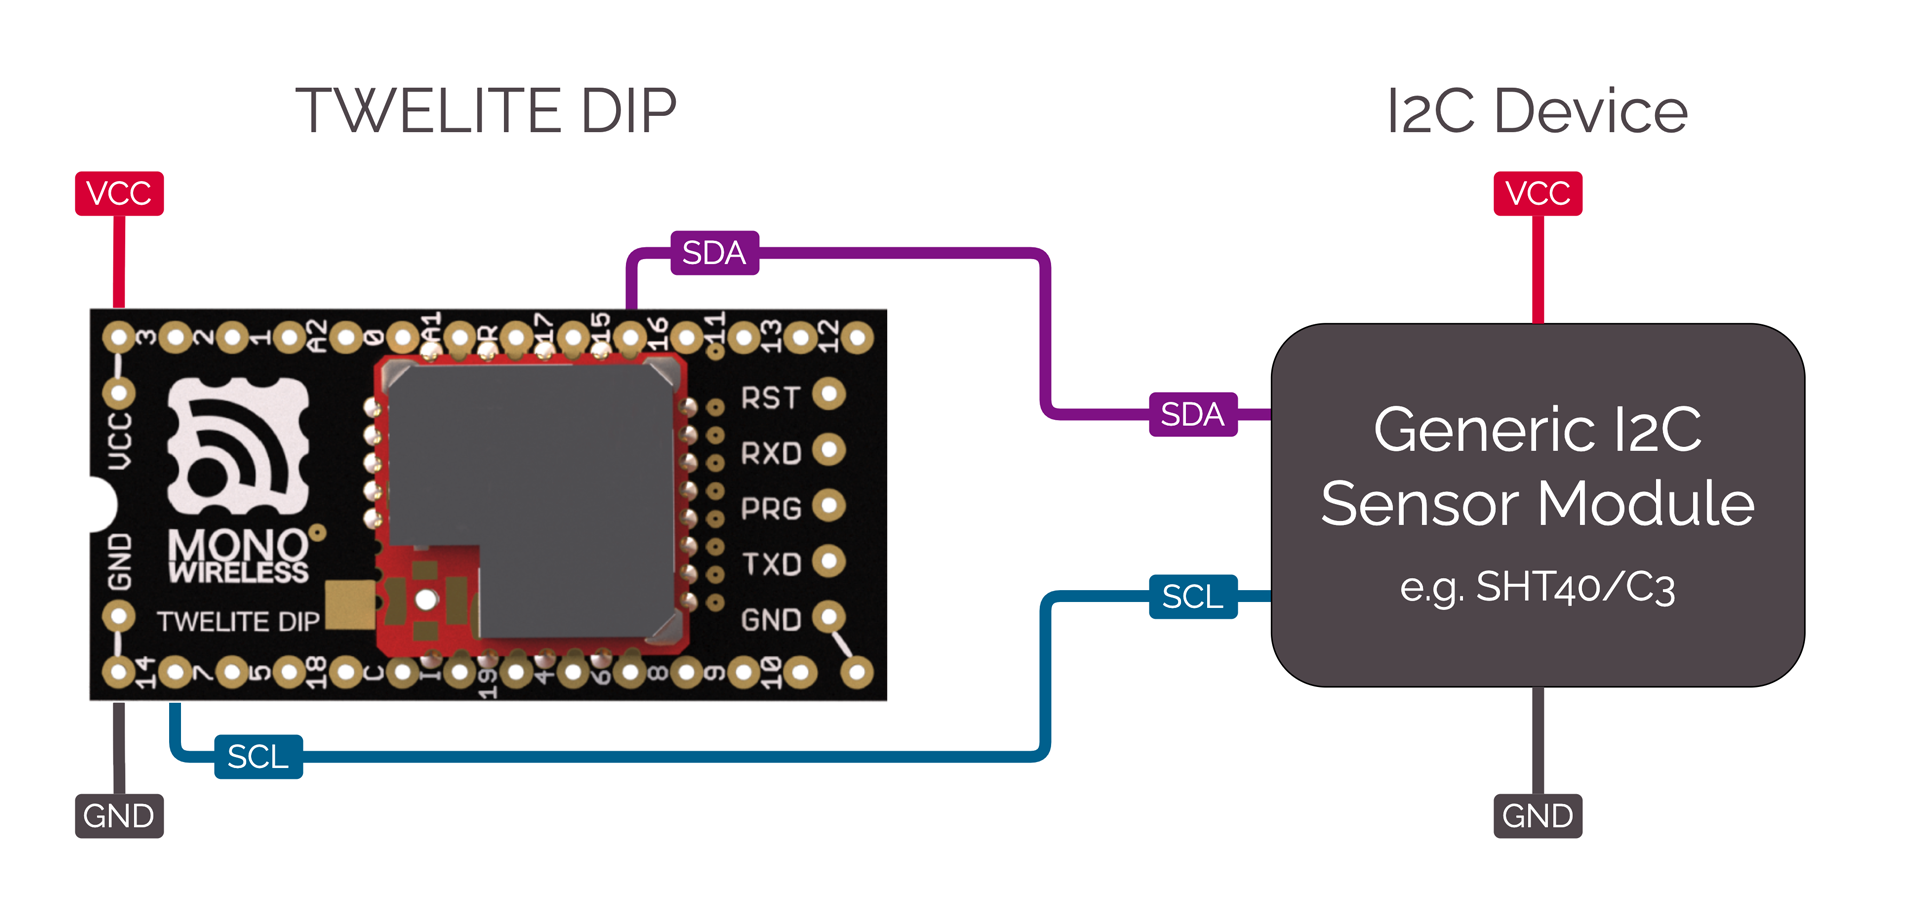 TWELITE DIP
I2C Device
VCC
VCC
SDA
3 2 1 A2 0 A1 R 17 15 16 11 13 12
RST
RXD
PRG
TXD
GND
VCC
GND
MONO
WIRELESS
TWELITE DIP
14 7 5 18 C I 19 4 6 8 9 10
SDA
SCL
Generic I2C
Sensor Module
e.g. SHT40/C3
SCL
GND
GND